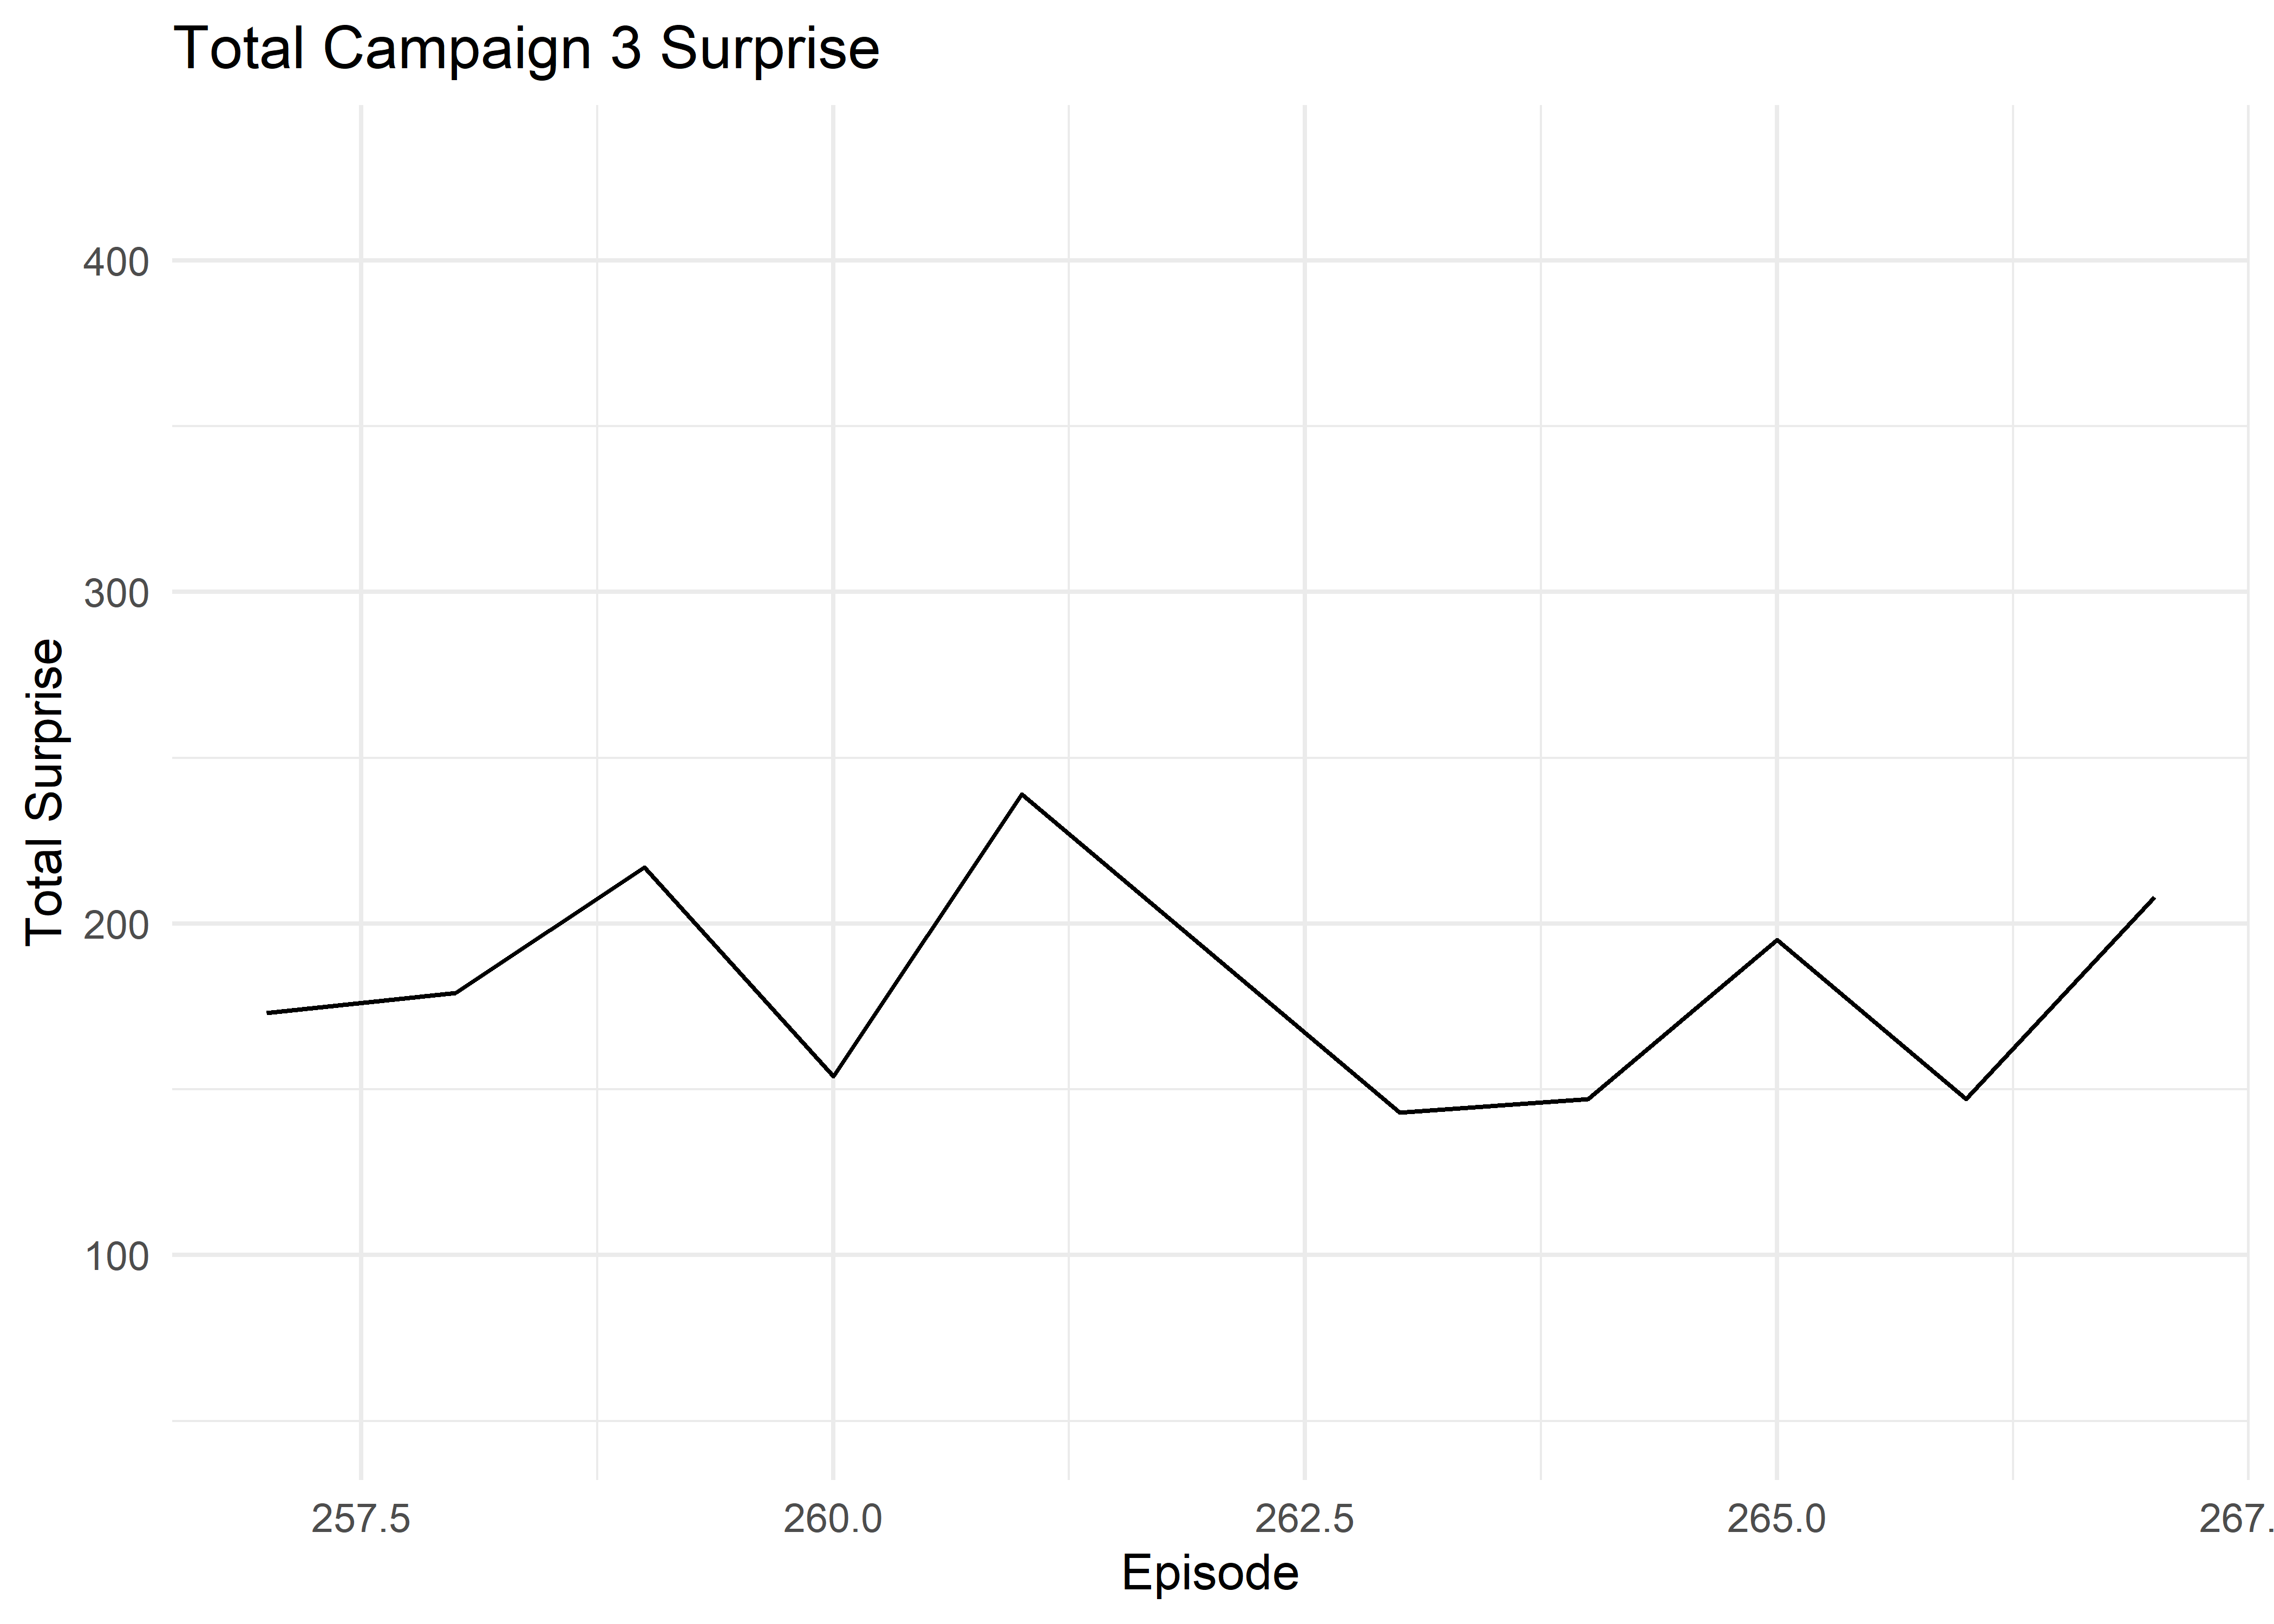 Total Campaign 3 Surprise
Total Surprise
400
300
200
100
257.5 260.0 262.5 265.0 267.
Episode